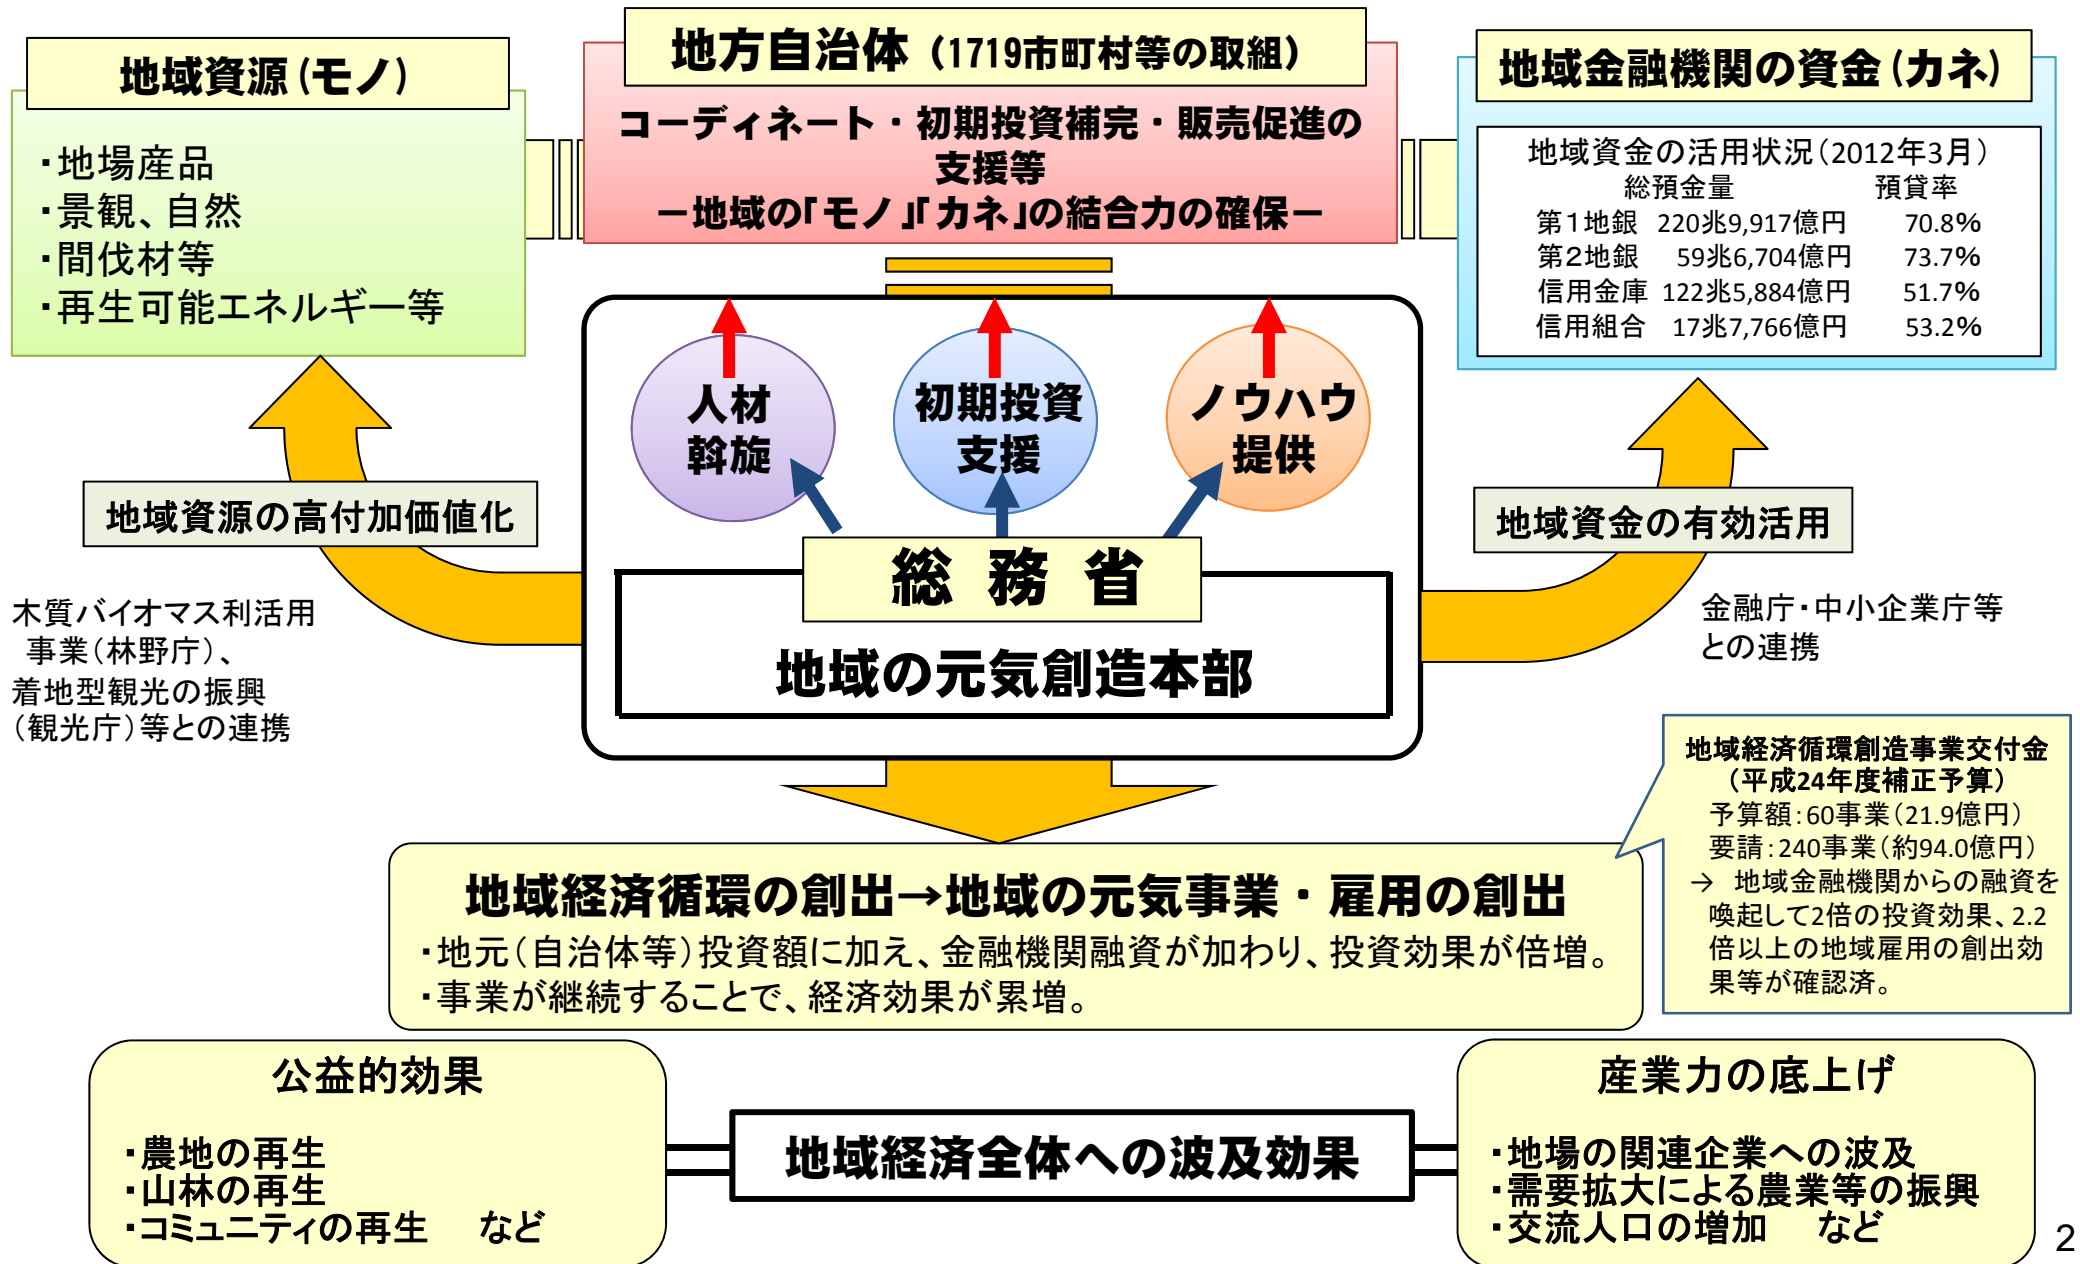 地域資源(モノ)
・地場産品
・景観、自然
・間伐材等
・再生可能エネルギー等
地方自治体(1719市町村等の取組)
コーディネート・初期投資補完・販売促進の
支援等
－地域の「モノ」「カネ」の結合力の確保－
地域金融機関の資金(カネ)
地域資金の活用状況(2012年3月)
総預金量 預貸率
第1地銀 220兆9,917億円 70.8%
第2地銀 59兆6,704億円 73.7%
信用金庫 122兆5,884億円 51.7%
信用組合 17兆7,766億円 53.2%
人材
斡旋
初期投資
支援
ノウハウ
提供
総務省
地域の元気創造本部
地域資源の高付加価値化
木質バイオマス利活用
事業(林野庁)、
着地型観光の振興
(観光庁)等との連携
地域資金の有効活用
金融庁・中小企業庁等
との連携
地域経済循環創造事業交付金
(平成24年度補正予算)
予算額:60事業(21.9億円)
要請:240事業(約94.0億円)
→ 地域金融機関からの融資を
喚起して2倍の投資効果、2.2
倍以上の地域雇用の創出効
果等が確認済。
地域経済循環の創出→地域の元気事業・雇用の創出
・地元(自治体等)投資額に加え、金融機関融資が加わり、投資効果が倍増。
・事業が継続することで、経済効果が累増。
公益的効果
・農地の再生
・山林の再生
・コミュニティの再生 など
地域経済全体への波及効果
産業力の底上げ
・地場の関連企業への波及
・需要拡大による農業等の振興
・交流人口の増加 など
2